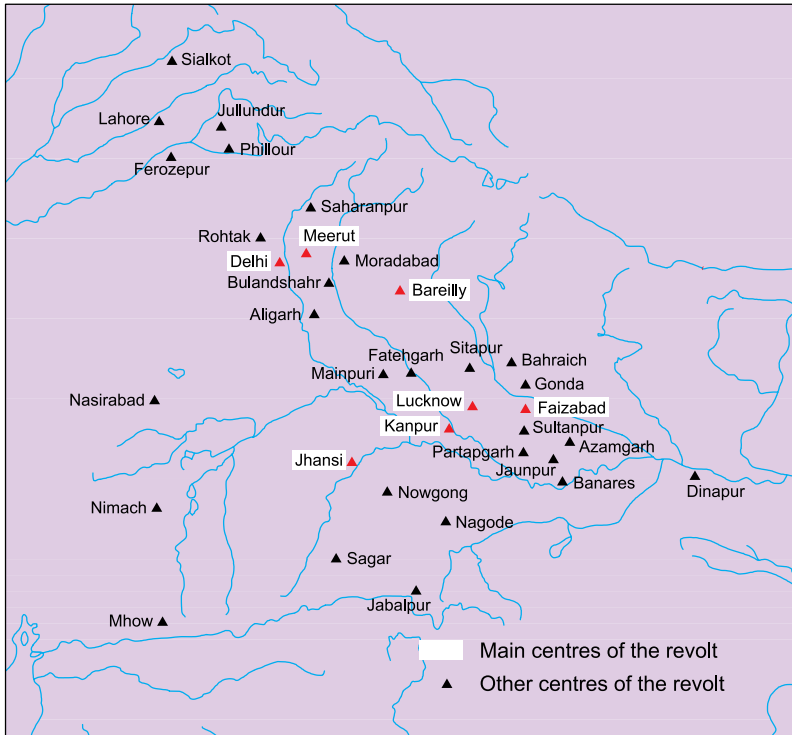 Sialkot
Lahore
Jullundur
Phillour
Ferozepur
Saharanpur
Rohtak
Meerut
Delhi
Moradabad
Bulandshahr
Bareilly
Aligarh
Fatehgarh
Sitapur
Bahraich
Mainpuri
Gonda
Nasirabad
Lucknow
Faizabad
Kanpur
Sultanpur
Azamgarh
Partapgarh
Jhansi
Jaunpur
Banares
Dinapur
Nowgong
Nimach
Nagode
Sagar
Jabalpur
Mhow
Main centres of the revolt
Other centres of the revolt